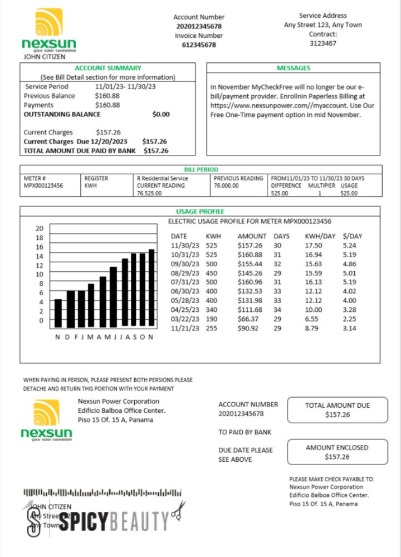 nexsun
your solar connection
JOHN CITIZEN
Account Number
202012345678
Invoice Number
612345678
Service Address
Any Street 123, Any Town
Contract:
3123467
ACCOUNT SUMMARY
(See Bill Detail section for more information)
Service Period 11/01/23- 11/30/23
Previous Balance $160.88
Payments $160.88
OUTSTANDING BALANCE $0.00
Current Charges $157.26
Current Charges Due 12/20/2023 $157.26
TOTAL AMOUNT DUE PAID BY BANK $157.26
MESSAGES
In November MyCheckFree will no longer be our e-
bill/payment provider. Enrollnin Paperless Billing at
https://www.nexsunpower.com//myaccount. Use Our
Free One-Time payment option in mid November.
BILL PERIOD
METER # REGISTER R Residential Service PREVIOUS READING FROM11/01/23 TO 11/30/23 30 DAYS
MPX000123456 KWH CURRENT READING 76.000.00 DIFFERENCE MULTIPLIER USAGE
76.525.00 525.00 1 525.00
USAGE PROFILE
ELECTRIC USAGE PROFILE FOR METER MPX000123456
20
18
16
14
12
10
8
6
4
2
0
N D F J M A M J J A S O N
DATE KWH AMOUNT DAYS KWH/DAY $/DAY
11/30/23 525 $157.26 30 17.50 5.24
10/31/23 525 $160.88 31 16.94 5.19
09/30/23 500 $155.44 32 15.63 4.86
08/29/23 450 $145.26 29 15.59 5.01
07/31/23 500 $160.96 31 16.13 5.19
06/30/23 400 $132.53 33 12.12 4.02
05/28/23 400 $131.98 33 12.12 4.00
04/25/23 340 $111.68 34 10.00 3.28
03/22/23 190 $66.37 29 6.55 2.25
11/21/23 255 $90.92 29 8.79 3.14
WHEN PAYING IN PERSON, PLEASE PRESENT BOTH PERSIONS PLEASE
DETACHE AND RETURN THIS PORTION WITH YOUR PAYMENT
nexsun
your solar connection
Nexsun Power Corporation
Edificio Balboa Office Center.
Piso 15 Of. 15 A, Panama
ACCOUNT NUMBER
202012345678
TO PAID BY BANK
DUE DATE PLEASE
SEE ABOVE
TOTAL AMOUNT DUE
$157.26
AMOUNT ENCLOSED
$157.26
PLEASE MAKE CHECK PAYABLE TO:
Nexsun Power Corporation
Edificio Balboa Office Center.
Piso 15 Of. 15 A, Panama
JOHN CITIZEN
Any Street
Any Town
SPICYBEAUTY